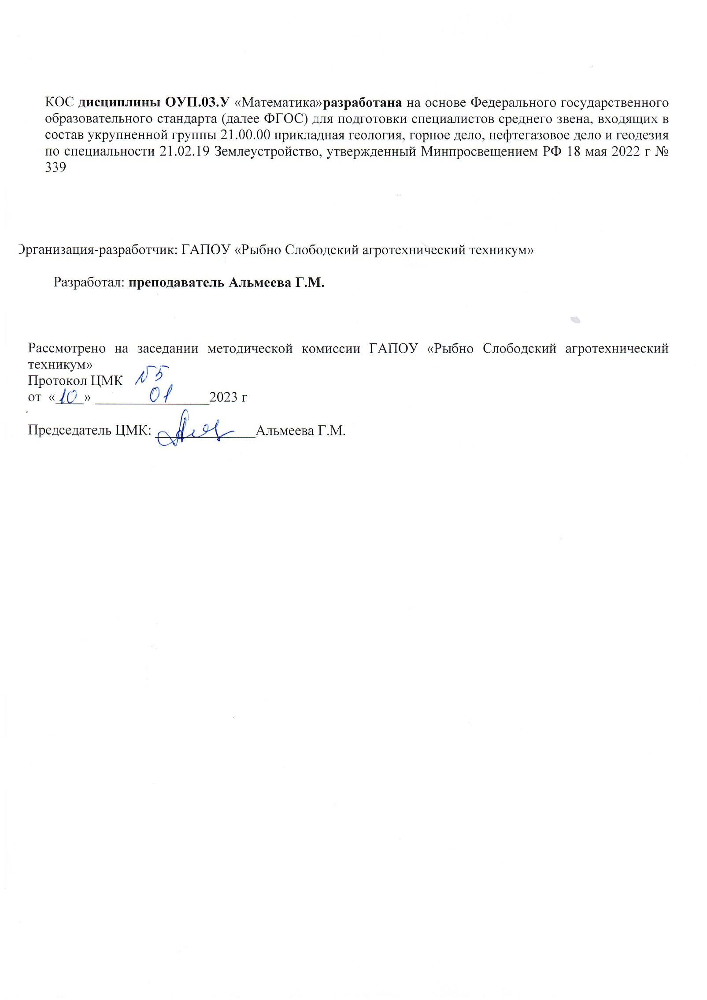 КОС дисциплины ОУП.03.У «Математика»разработана на основе Федерального государственного
образовательного стандарта (далее ФГОС) для подготовки специалистов среднего звена, входящих в
состав укрупненной группы 21.00.00 прикладная геология, горное дело, нефтегазовое дело и геодезия
по специальности 21.02.19 Землеустройство, утвержденный Минпросвещением РФ 18 мая 2022 г №
339
Организация-разработчик: ГАПОУ «Рыбно Слободский агротехнический техникум»
Разработал: преподаватель Альмеева Г.М.
Рассмотрено на заседании методической комиссии ГАПОУ «Рыбно Слободский агротехнический
техникум»
Протокол ЦМК №5
от «10» 01 2023 г
Председатель ЦМК: Альмеева Г.М.